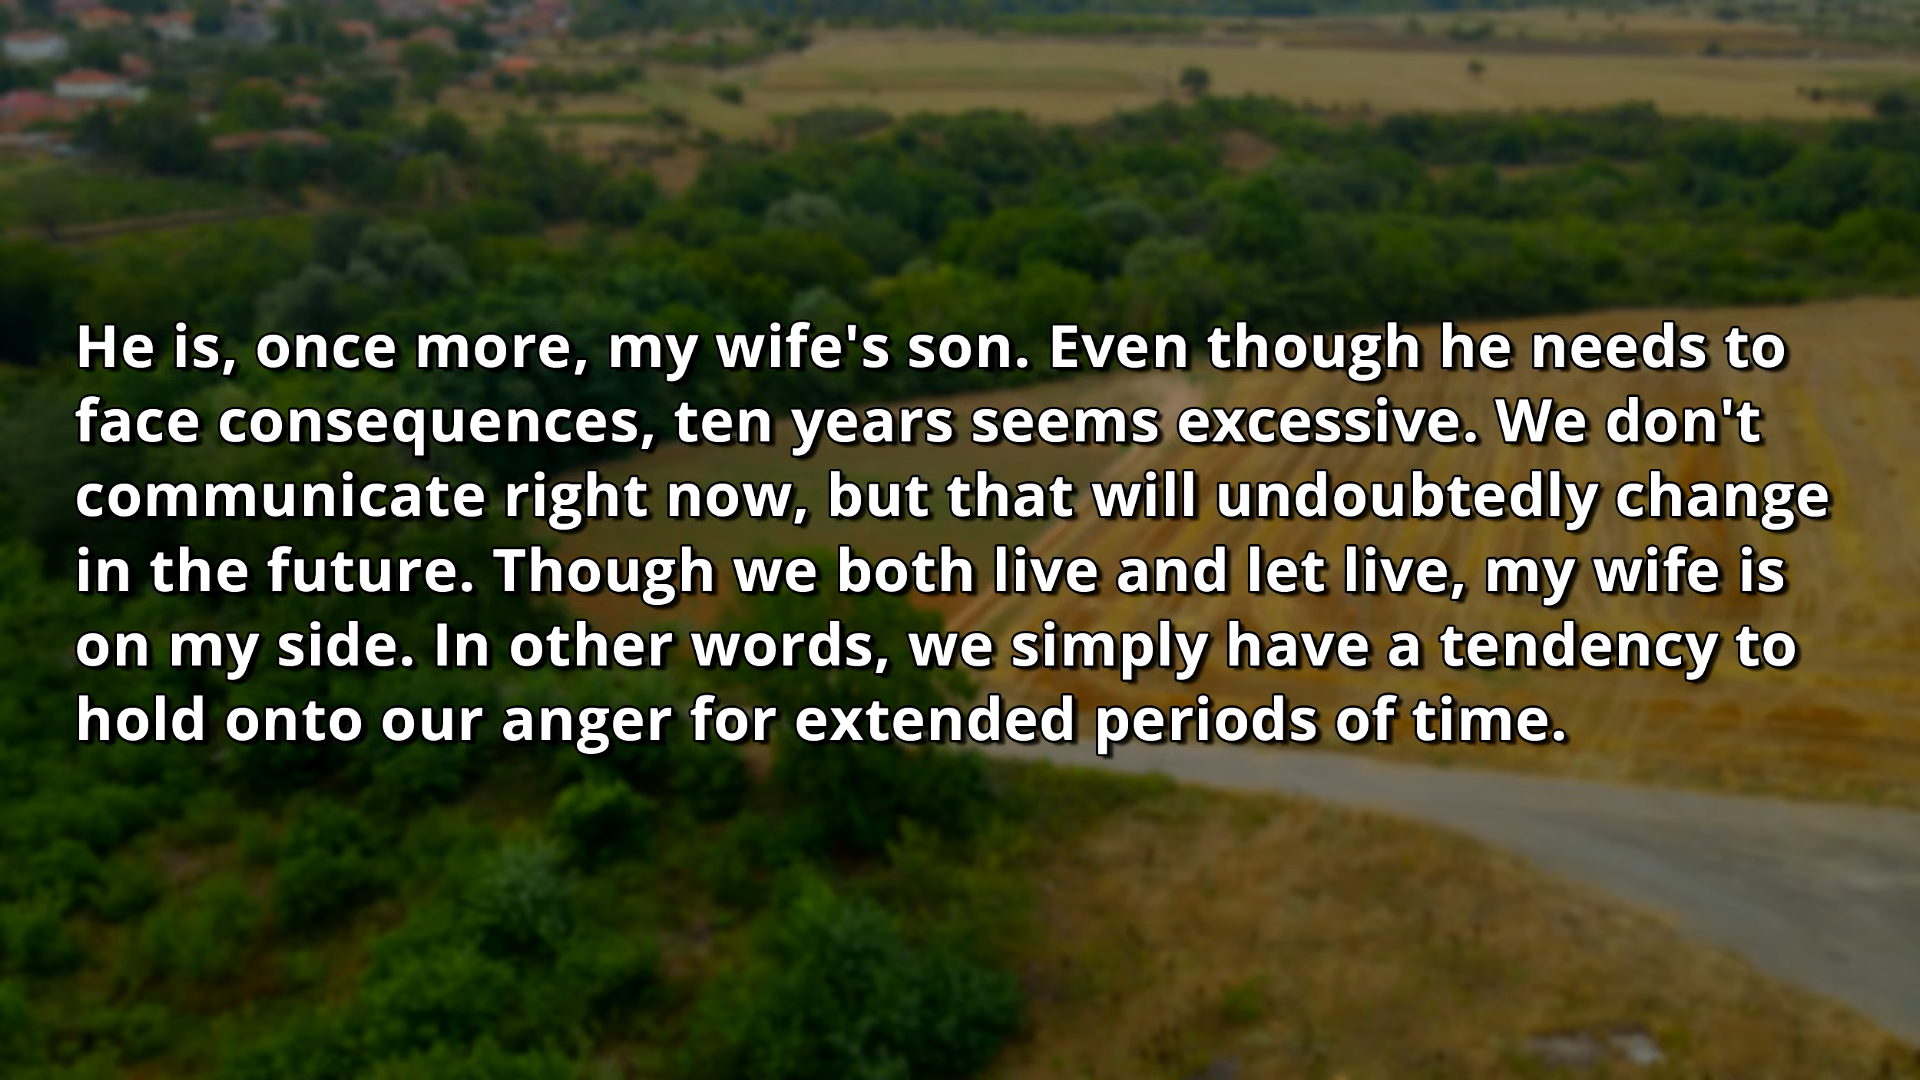 He is, once more, my wife's son. Even though he needs to
face consequences, ten years seems excessive. We don't
communicate right now, but that will undoubtedly change
in the future. Though we both live and let live, my wife is
on my side. In other words, we simply have a tendency to
hold onto our anger for extended periods of time.